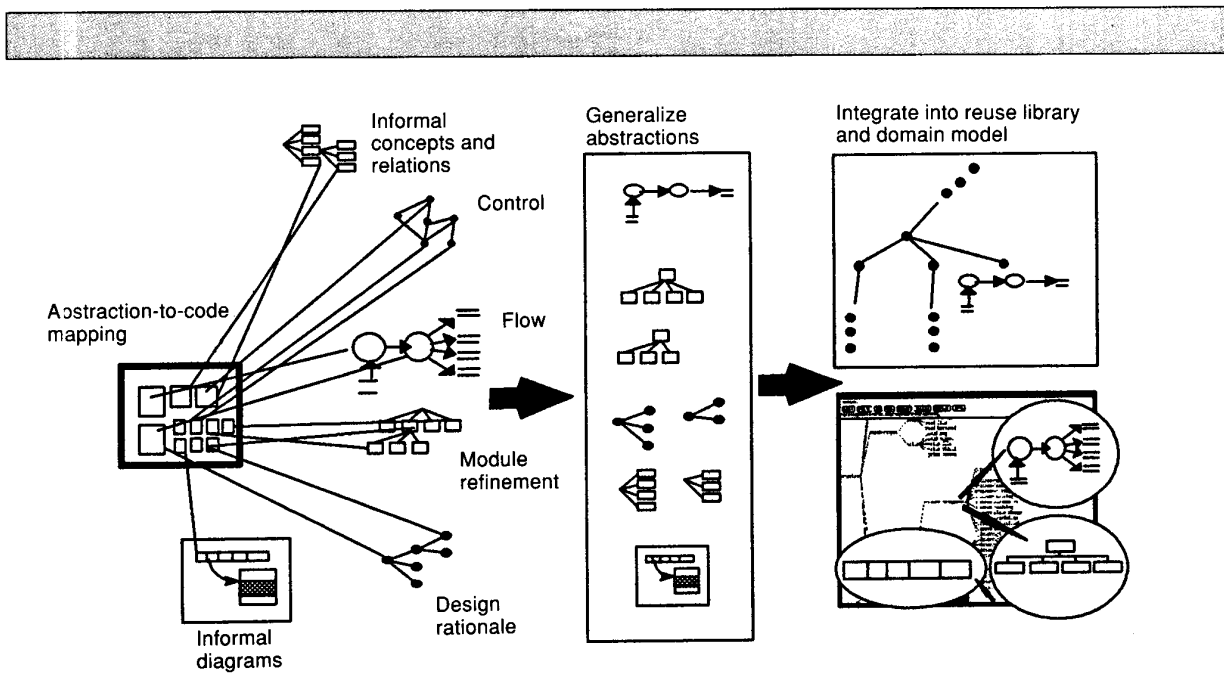 Informal
concepts and
relations
Control
Abstraction-to-code
mapping
Flow
Module
refinement
Design
rationale
Informal
diagrams
Generalize
abstractions
Integrate into reuse library
and domain model